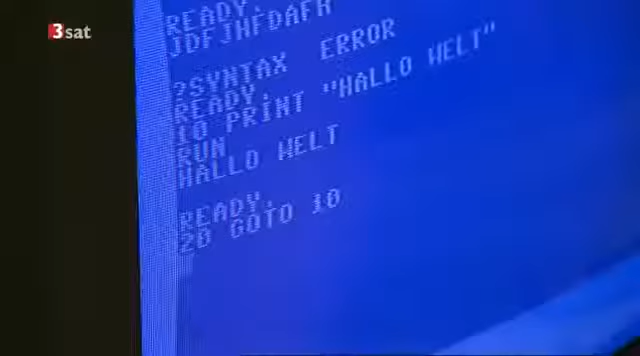 3sat
READY.
JDFJHFDAFH
?SYNTAX ERROR
READY.
10 PRINT "HALLO WELT"
RUN
HALLO WELT
READY.
20 GOTO 10